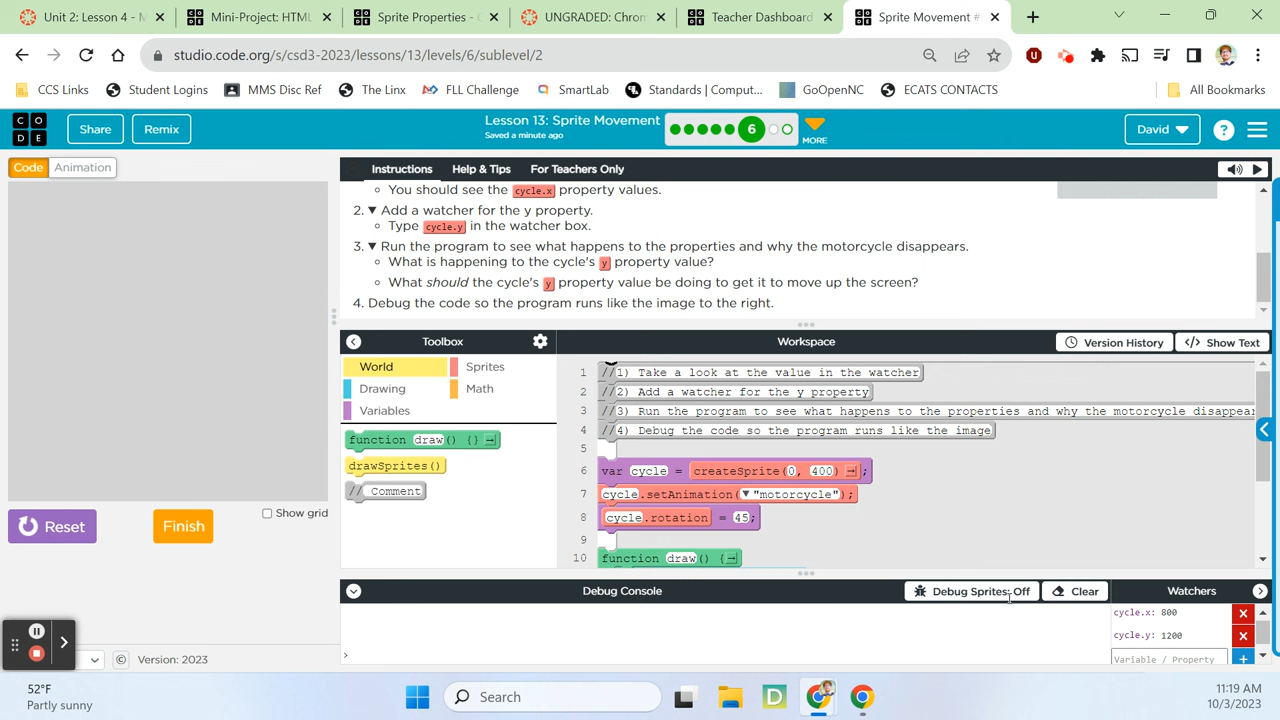 Unit 2: Lesson 4 - M
Mini-Project: HTML
Sprite Properties -
UNGRADED: Chrom
Teacher Dashboard
Sprite Movement #
studio.code.org/s/csd3-2023/lessons/13/levels/6/sublevel/2
CCS Links
Student Logins
MMS Disc Ref
The Linx
FLL Challenge
SmartLab
Standards | Comput...
GoOpenNC
ECATS CONTACTS
All Bookmarks
CO
DE
Share
Remix
Lesson 13: Sprite Movement
Saved a minute ago
6
MORE
David
Code
Animation
Instructions
Help & Tips
For Teachers Only
You should see the cycle.x property values.
2. ▼ Add a watcher for the y property.
Type cycle.y in the watcher box.
3. ▼ Run the program to see what happens to the properties and why the motorcycle disappears.
What is happening to the cycle's y property value?
What should the cycle's y property value be doing to get it to move up the screen?
4. Debug the code so the program runs like the image to the right.
Toolbox
Workspace
Version History
</> Show Text
World
Sprites
Drawing
Math
Variables
function draw() {}
drawSprites()
// Comment
1 //1) Take a look at the value in the watcher
2 //2) Add a watcher for the y property
3 //3) Run the program to see what happens to the properties and why the motorcycle disappear
4 //4) Debug the code so the program runs like the image
5
6 var cycle = createSprite(0, 400);
7 cycle.setAnimation(▼"motorcycle");
8 cycle.rotation = 45;
9
10 function draw() {
Reset
Finish
Show grid
Debug Console
Debug Sprites: Off
Clear
Watchers
cycle.x: 800
cycle.y: 1200
Variable / Property
© Version: 2023
52°F
Partly sunny
Search
11:19 AM
10/3/2023